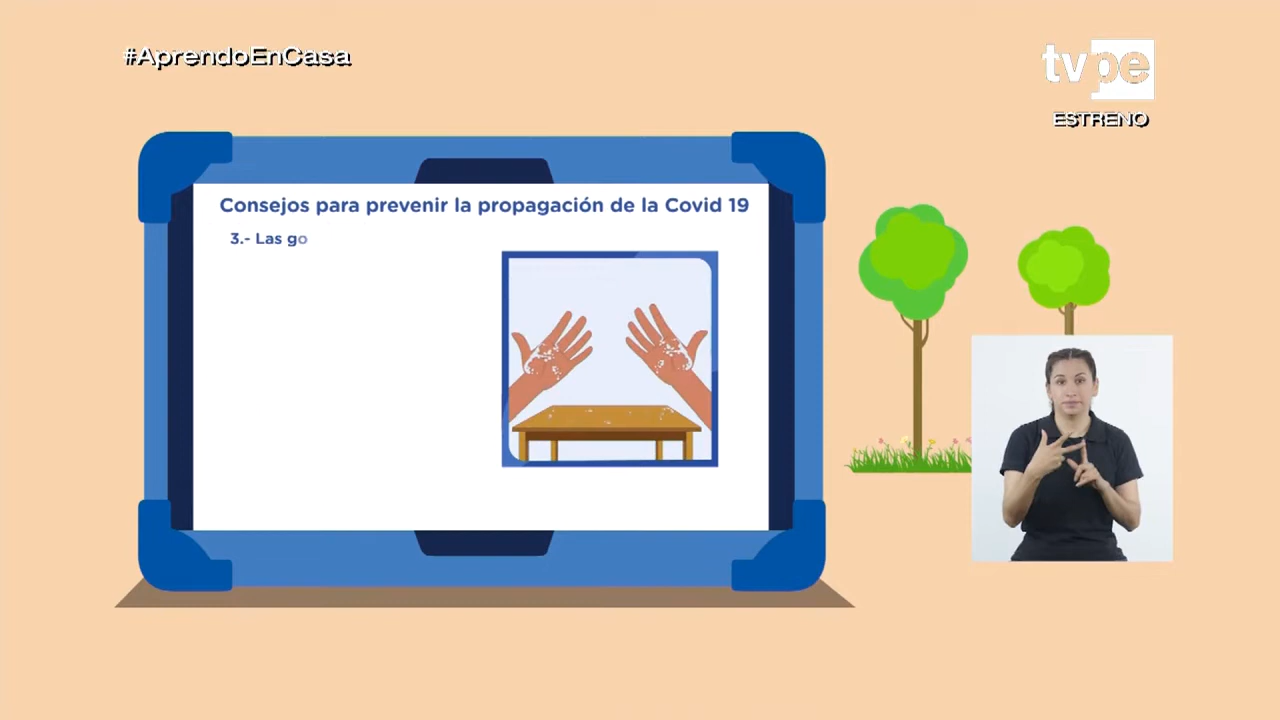 #AprendoEnCasa
tvpe
ESTRENO
Consejos para prevenir la propagación de la Covid 19
3.- Las go